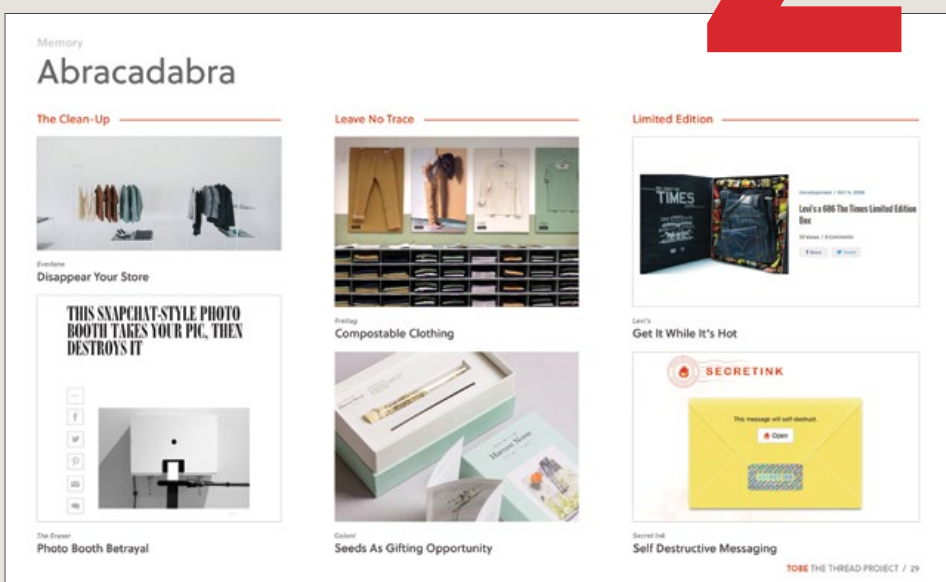 Memory
Abracadabra
The Clean-Up
Everlane
Disappear Your Store
THIS SNAPCHAT-STYLE PHOTO
BOOTH TAKES YOUR PIC, THEN
DESTROYS IT
The Eraser
Photo Booth Betrayal
Leave No Trace
Freitag
Compostable Clothing
Seeds As Gifting Opportunity
Limited Edition
TIMES
Levi's x 686 The Times Limited Edition
Box
Share
Tweet
Levi's
Get It While It's Hot
SECRETINK
This message will self-destruct.
Open
Secret Ink
Self Destructive Messaging
TOBE THE THREAD PROJECT / 29